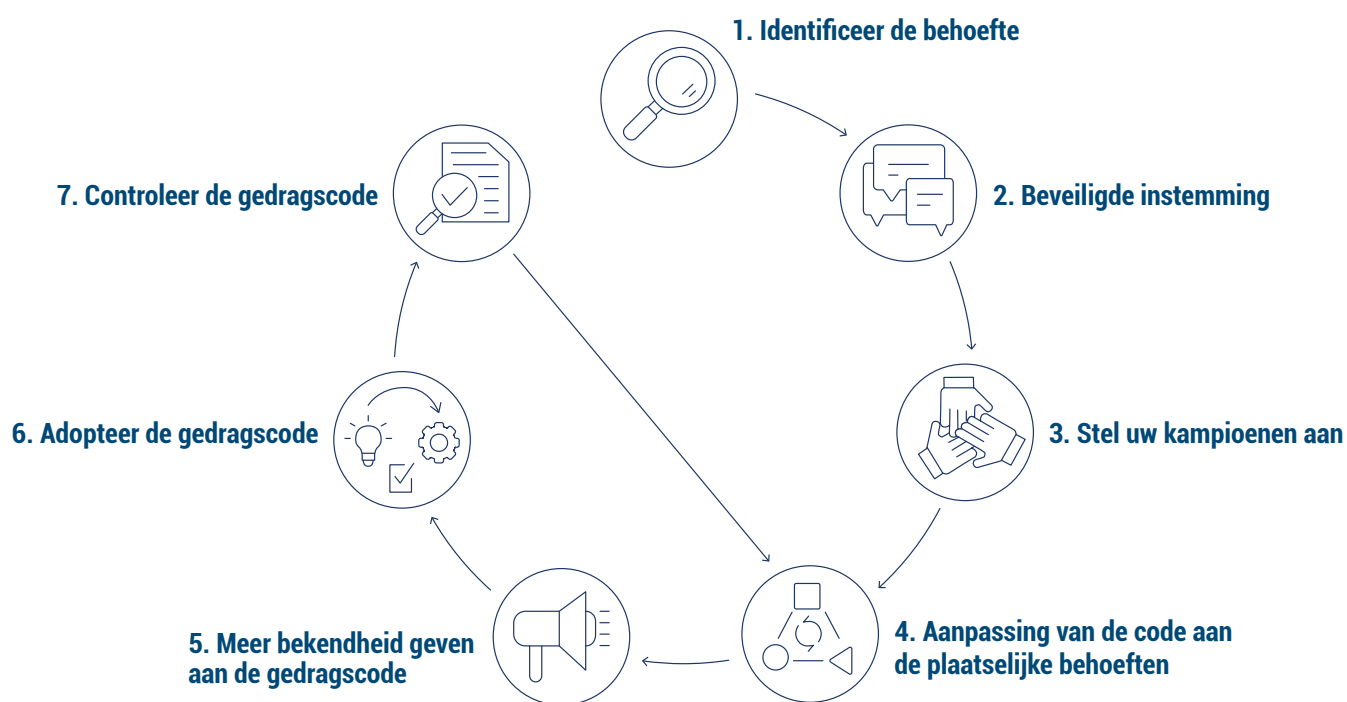 1. Identificeer de behoefte
2. Beveiligde instemming
3. Stel uw kampioenen aan
4. Aanpassing van de code aan
de plaatselijke behoeften
5. Meer bekendheid geven
aan de gedragscode
6. Adopteer de gedragscode
7. Controleer de gedragscode